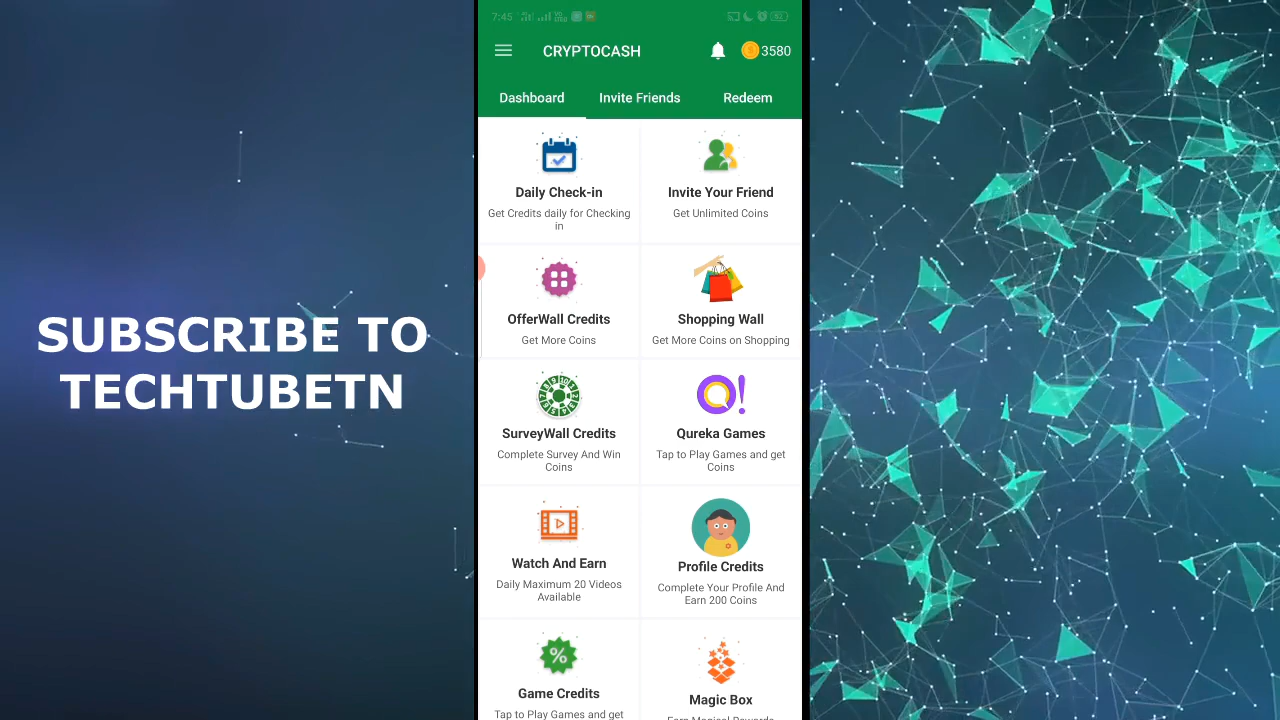 SUBSCRIBE TO
TECHTUBETN
7:45
CRYPTOCASH
3580
Dashboard
Invite Friends
Redeem
Daily Check-in
Get Credits daily for Checking
in
Invite Your Friend
Get Unlimited Coins
OfferWall Credits
Get More Coins
Shopping Wall
Get More Coins on Shopping
SurveyWall Credits
Complete Survey And Win
Coins
Qureka Games
Tap to Play Games and get
Coins
Watch And Earn
Daily Maximum 20 Videos
Available
Profile Credits
Complete Your Profile And
Earn 200 Coins
Game Credits
Tap to Play Games and get
Magic Box
Earn Magical Rewards